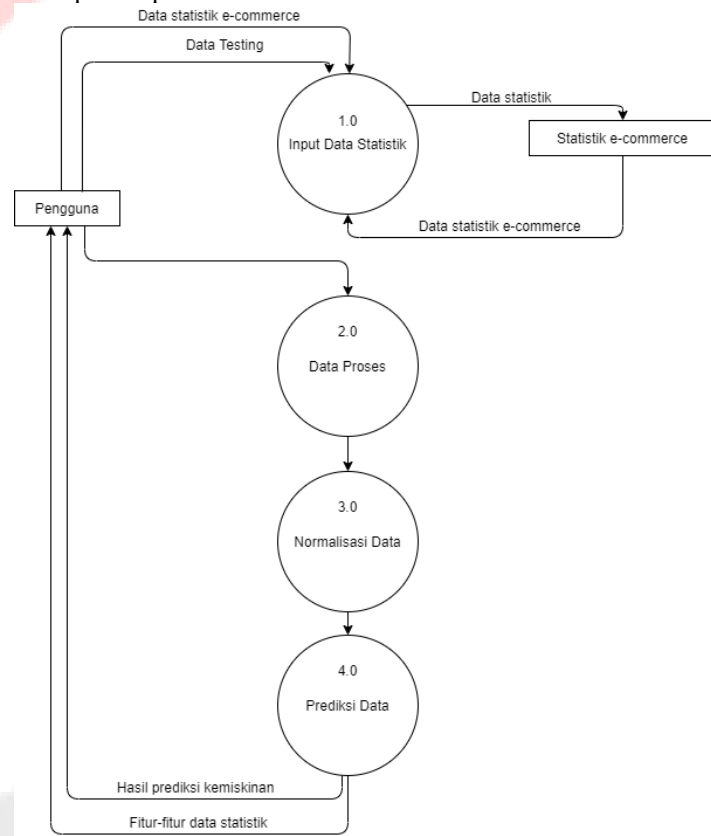 Data statistik e-commerce
Data Testing
1.0
Input Data Statistik
Data statistik
Statistik e-commerce
Pengguna
Data statistik e-commerce
2.0
Data Proses
3.0
Normalisasi Data
4.0
Prediksi Data
Hasil prediksi kemiskinan
Fitur-fitur data statistik